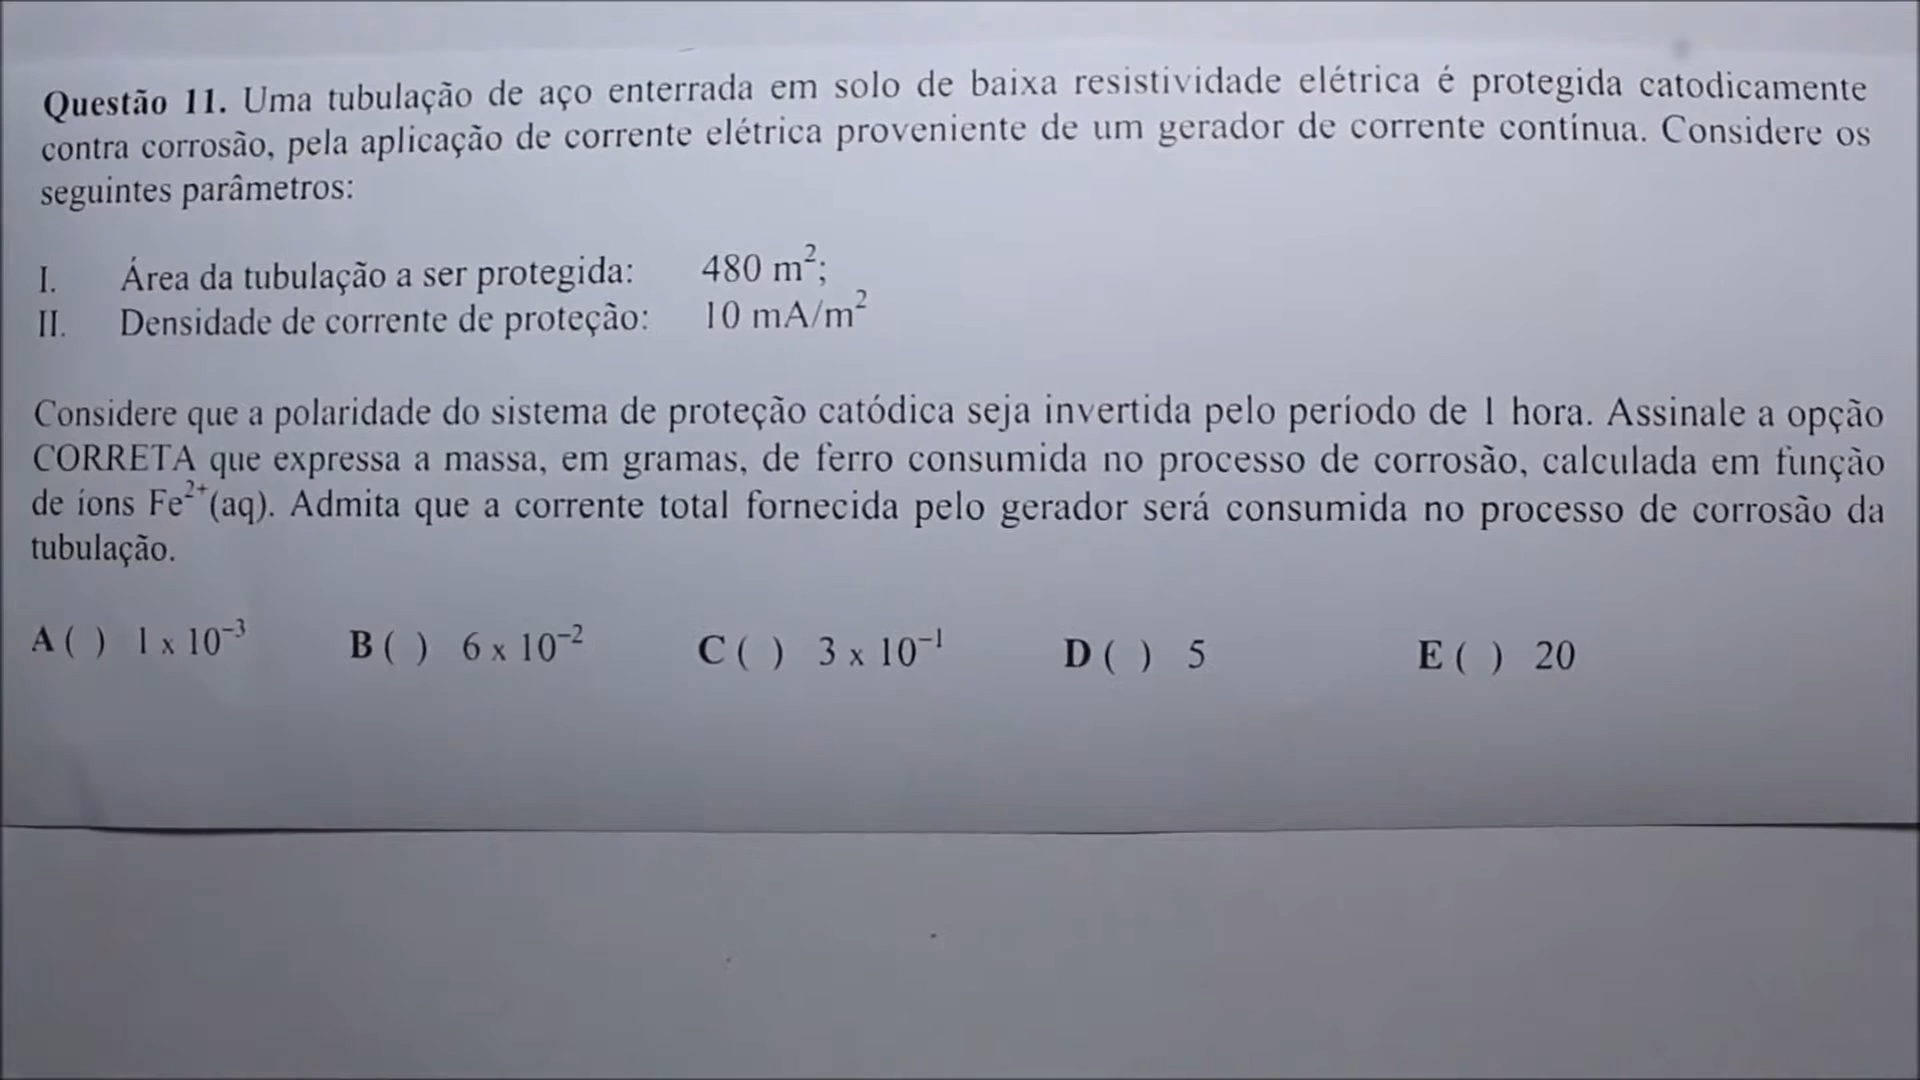 Questão 11. Uma tubulação de aço enterrada em solo de baixa resistividade elétrica é protegida catodicamente
contra corrosão, pela aplicação de corrente elétrica proveniente de um gerador de corrente contínua. Considere os
seguintes parâmetros:
I. Área da tubulação a ser protegida: 480 m²;
II. Densidade de corrente de proteção: 10 mA/m²
Considere que a polaridade do sistema de proteção catódica seja invertida pelo período de 1 hora. Assinale a opção
CORRETA que expressa a massa, em gramas, de ferro consumida no processo de corrosão, calculada em função
de íons Fe²⁺(aq). Admita que a corrente total fornecida pelo gerador será consumida no processo de corrosão da
tubulação.
A ( ) 1 x 10⁻³ B ( ) 6 x 10⁻² C ( ) 3 x 10⁻¹ D ( ) 5 E ( ) 20